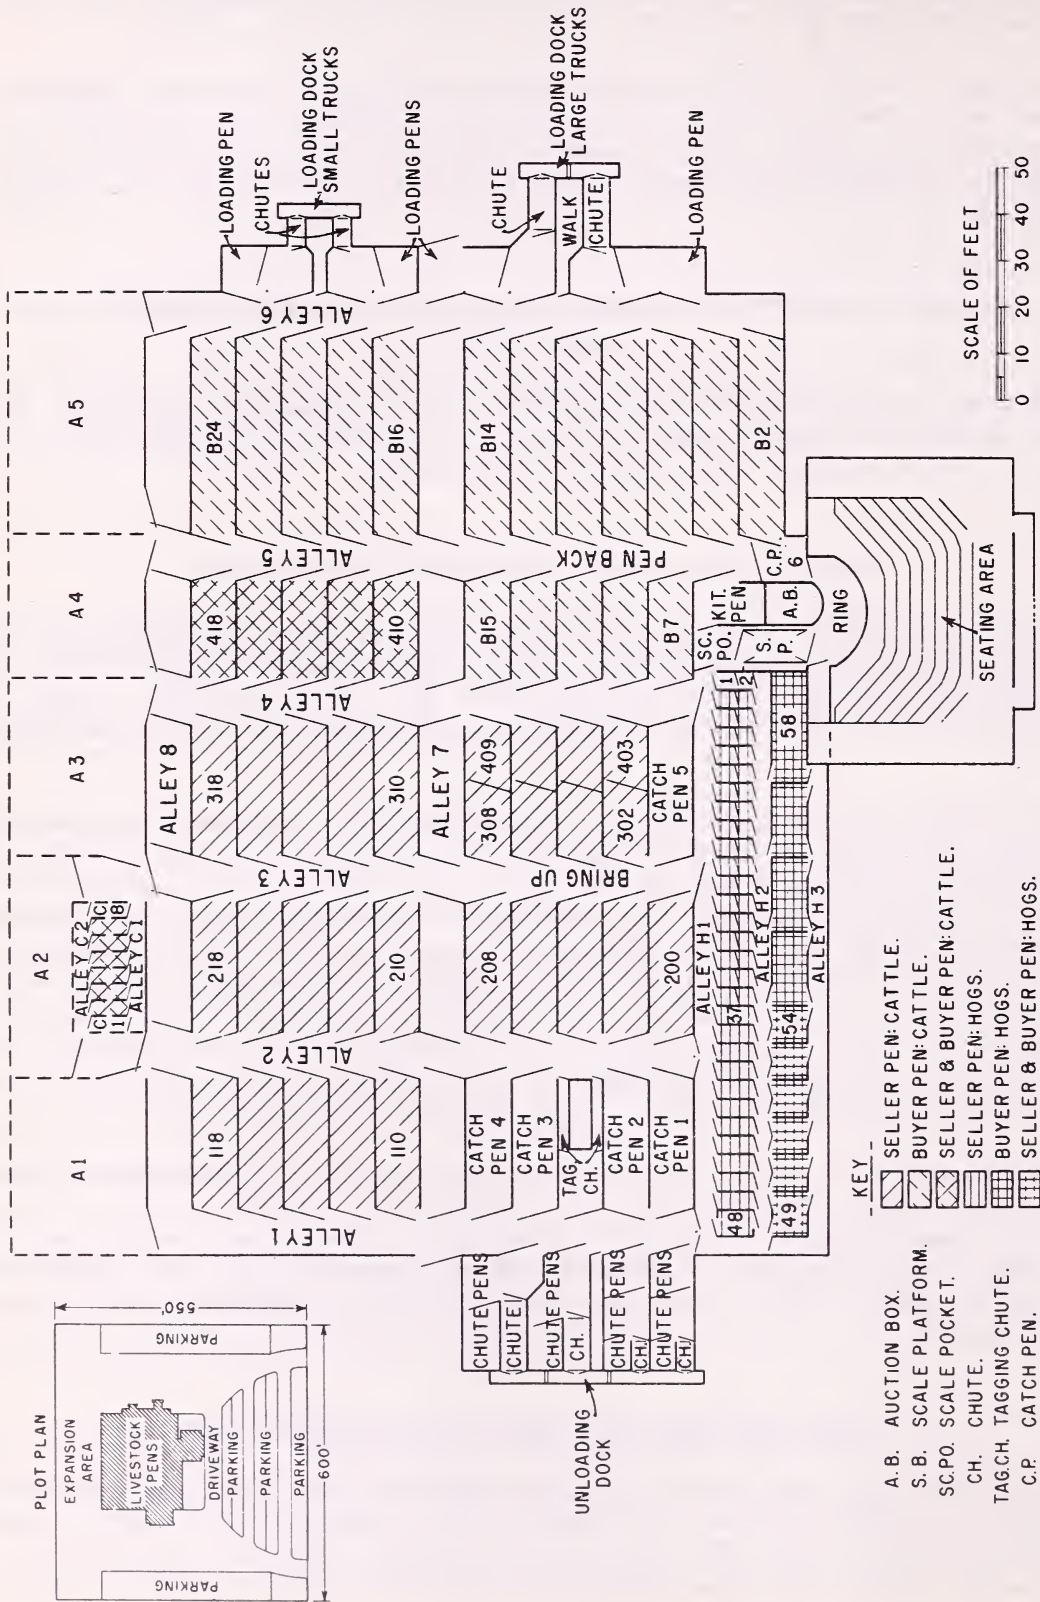 PLOT PLAN
EXPANSION
AREA
LIVESTOCK
PENS
DRIVEWAY
PARKING
PARKING
PARKING
PARKING
PARKING
550'
600'
A1
A2
A3
A4
A5
ALLEY C2
C1
C1
11
18
ALLEY C1
ALLEY 8
118
218
318
418
B24
ALLEY 1
ALLEY 2
ALLEY 3
ALLEY 4
ALLEY 5
ALLEY 6
110
210
310
410
B16
ALLEY 7
BRING UP
PEN BACK
CATCH
PEN 4
CATCH
PEN 3
TAG.
CH.
CATCH
PEN 2
CATCH
PEN 1
208
200
308
409
302
403
CATCH
PEN 5
B15
B7
B14
B2
LOADING PEN
CHUTES
LOADING DOCK
SMALL TRUCKS
LOADING PENS
CHUTE
WALK
CHUTE
LOADING DOCK
LARGE TRUCKS
LOADING PEN
CHUTE PENS
CHUTE
CHUTE PENS
CH.
CHUTE PENS
CH.
CHUTE PENS
CH.
UNLOADING
DOCK
ALLEY H1
ALLEY H2
ALLEY H3
48
37
1
2
49
54
58
SC.
PO.
KIT.
PEN
S.
P.
A.B.
C.P.
6
RING
SEATING AREA
SCALE OF FEET
0 10 20 30 40 50
A.B. AUCTION BOX.
S.B. SCALE PLATFORM.
SC.PO. SCALE POCKET.
CH. CHUTE.
TAG.CH. TAGGING CHUTE.
C.P. CATCH PEN.
KEY
SELLER PEN: CATTLE.
BUYER PEN: CATTLE.
SELLER & BUYER PEN: CATTLE.
SELLER PEN: HOGS.
BUYER PEN: HOGS.
SELLER & BUYER PEN: HOGS.